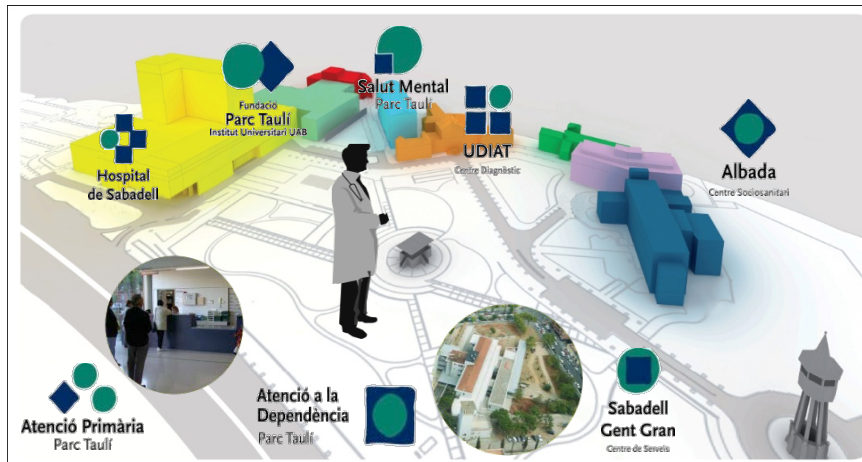 Fundació
Parc Taulí
Institut Universitari UAB
Salut Mental
Parc Taulí
Hospital
de Sabadell
UDIAT
Centre Diagnòstic
Albada
Centre Sociosanitari
Atenció Primària
Parc Taulí
Atenció a la
Dependència
Parc Taulí
Sabadell
Gent Gran
Centre de Serveis